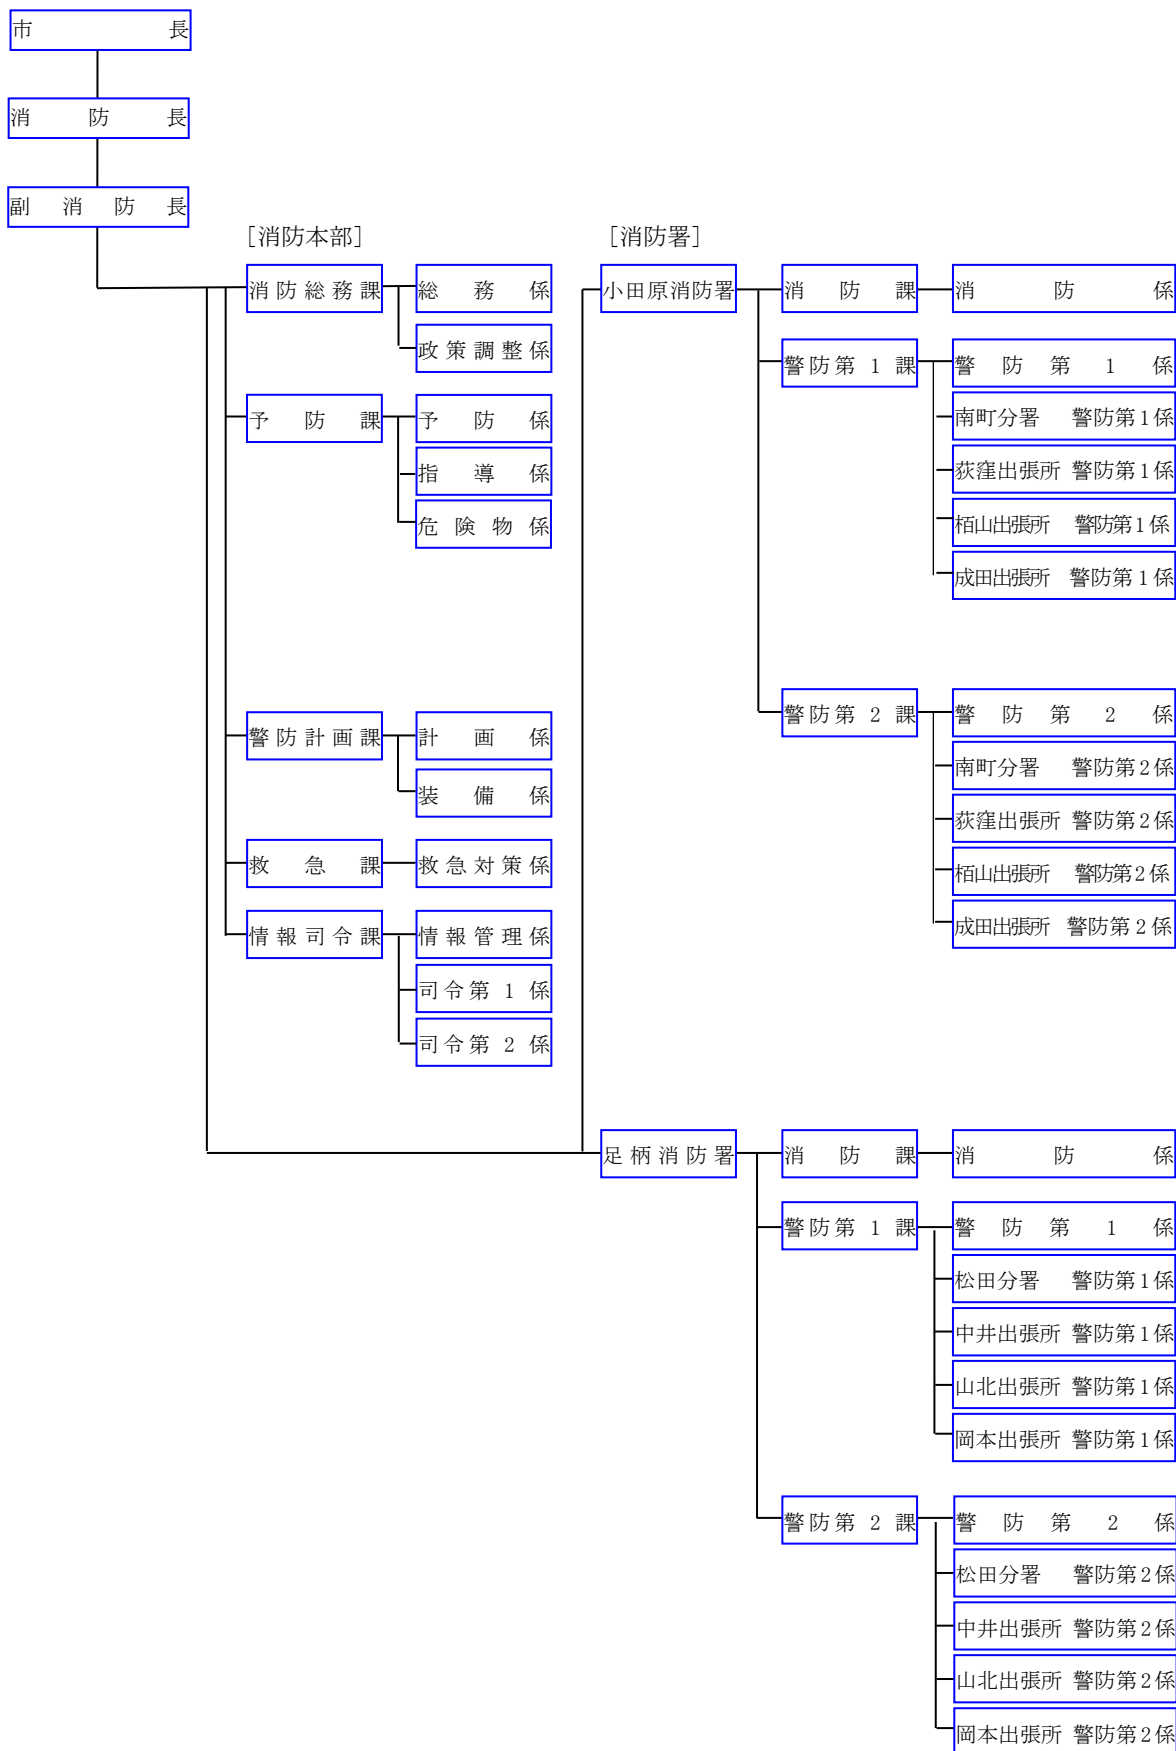 市長
消防長
副消防長
[消防本部]
消防総務課
総務係
政策調整係
予防課
予防係
指導係
危険物係
警防計画課
計画係
装備係
救急課
救急対策係
情報司令課
情報管理係
司令第1係
司令第2係
[消防署]
小田原消防署
消防課
消防係
警防第1課
警防第1係
南町分署 警防第1係
荻窪出張所 警防第1係
栢山出張所 警防第1係
成田出張所 警防第1係
警防第2課
警防第2係
南町分署 警防第2係
荻窪出張所 警防第2係
栢山出張所 警防第2係
成田出張所 警防第2係
足柄消防署
消防課
消防係
警防第1課
警防第1係
松田分署 警防第1係
中井出張所 警防第1係
山北出張所 警防第1係
岡本出張所 警防第1係
警防第2課
警防第2係
松田分署 警防第2係
中井出張所 警防第2係
山北出張所 警防第2係
岡本出張所 警防第2係